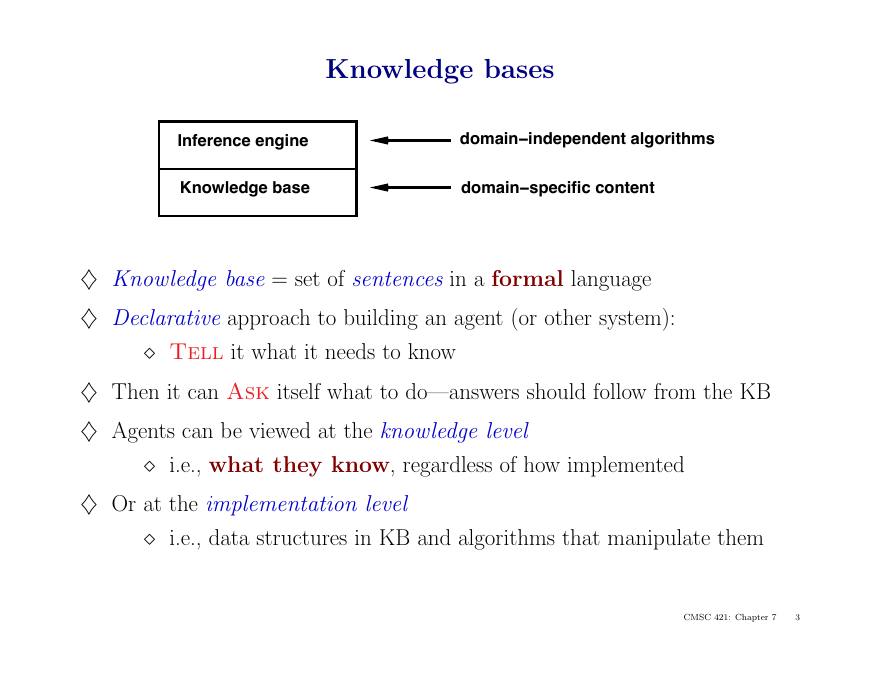 Knowledge bases
Inference engine
domain−independent algorithms
Knowledge base
domain−specific content
♢ Knowledge base = set of sentences in a formal language
♢ Declarative approach to building an agent (or other system):
⋄ Tell it what it needs to know
♢ Then it can Ask itself what to do—answers should follow from the KB
♢ Agents can be viewed at the knowledge level
⋄ i.e., what they know, regardless of how implemented
♢ Or at the implementation level
⋄ i.e., data structures in KB and algorithms that manipulate them
CMSC 421: Chapter 7 3